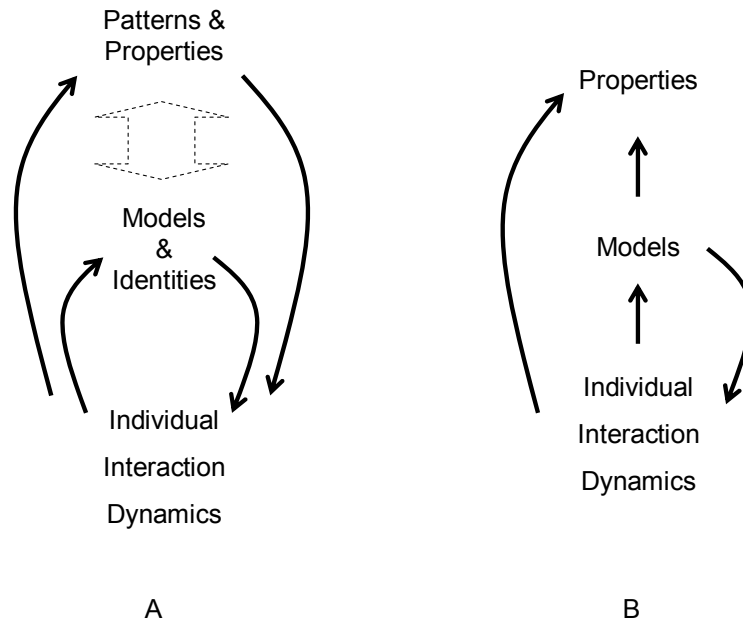 Patterns &
Properties
Models
&
Identities
Individual
Interaction
Dynamics
A
Properties
Models
Individual
Interaction
Dynamics
B